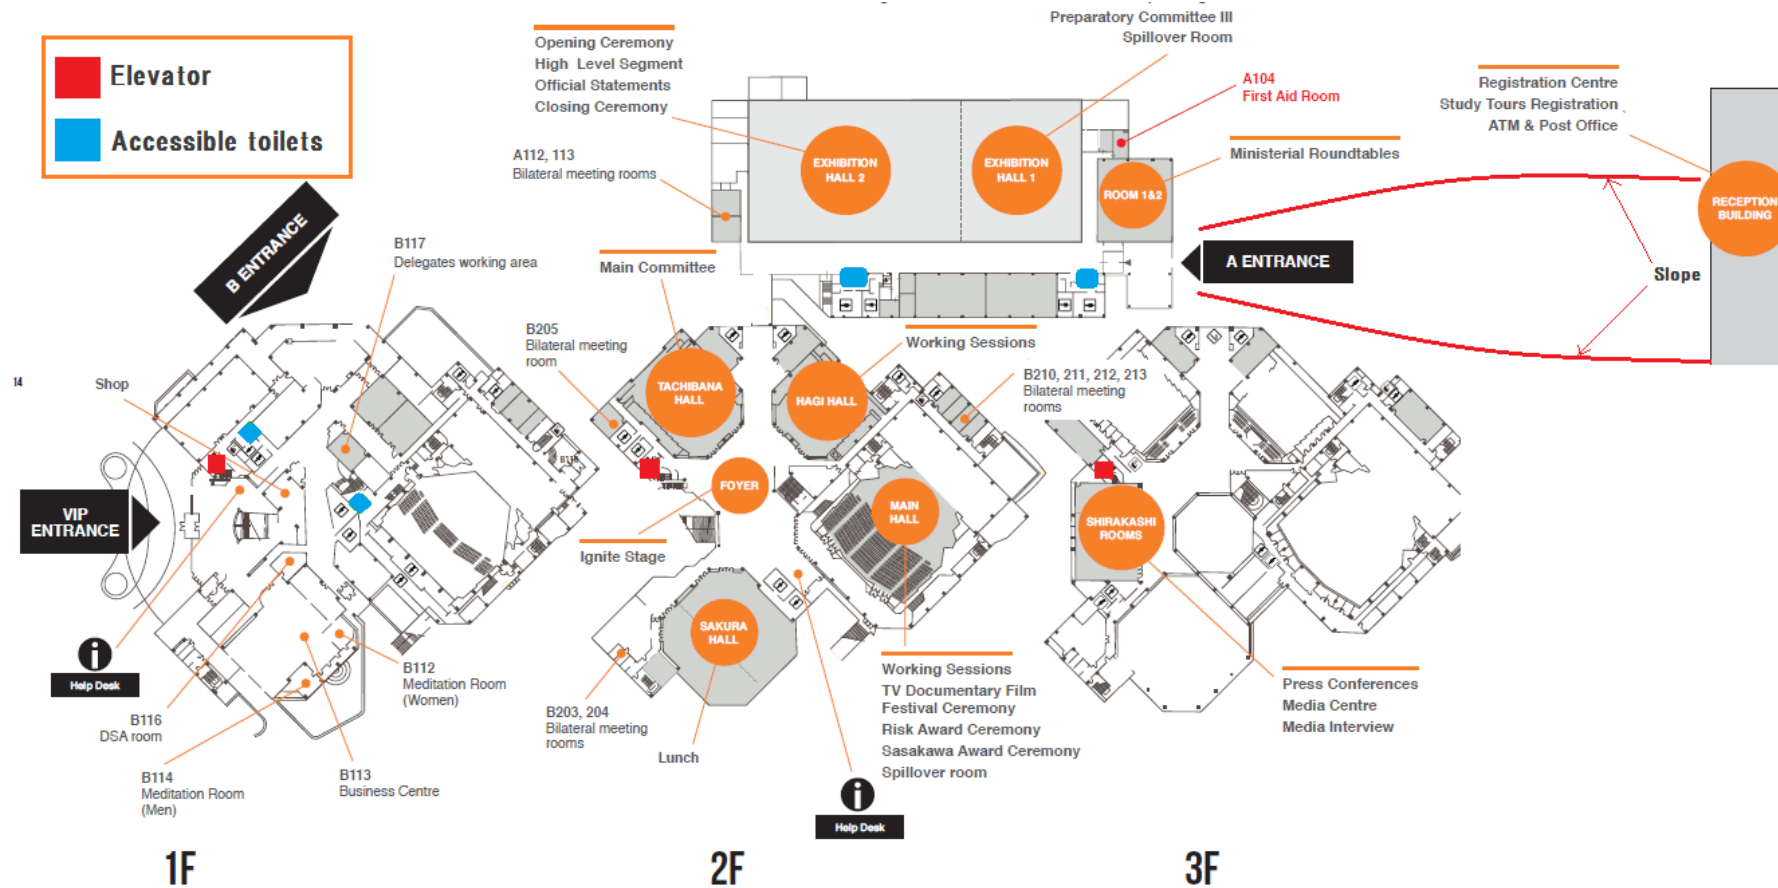 Preparatory Committee III
Spillover Room
Elevator
Accessible toilets
Opening Ceremony
High Level Segment
Official Statements
Closing Ceremony
A112, 113
Bilateral meeting rooms
EXHIBITION
HALL 2
EXHIBITION
HALL 1
A104
First Aid Room
Ministerial Roundtables
ROOM 1&2
Registration Centre
Study Tours Registration
ATM & Post Office
RECEPTION
BUILDING
Slope
A ENTRANCE
B ENTRANCE
B117
Delegates working area
Main Committee
B205
Bilateral meeting
room
Working Sessions
B210, 211, 212, 213
Bilateral meeting
rooms
14
Shop
TACHIBANA
HALL
HAGI HALL
B116
FOYER
MAIN
HALL
SHIRAKASHI
ROOMS
VIP
ENTRANCE
Ignite Stage
SAKURA
HALL
Help Desk
B116
DSA room
B114
Meditation Room
(Men)
B113
Business Centre
B112
Meditation Room
(Women)
B203, 204
Bilateral meeting
rooms
Lunch
Working Sessions
TV Documentary Film
Festival Ceremony
Risk Award Ceremony
Sasakawa Award Ceremony
Spillover room
Help Desk
Press Conferences
Media Centre
Media Interview
1F
2F
3F